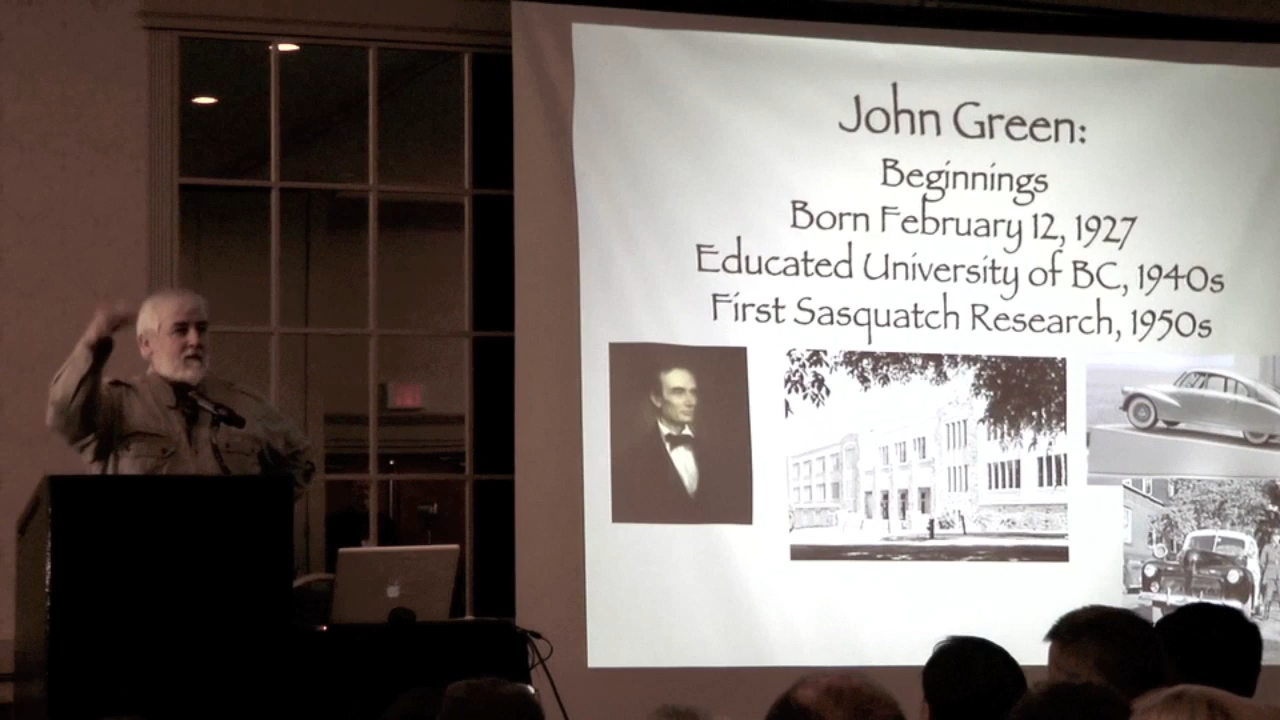 John Green:
Beginnings
Born February 12, 1927
Educated University of BC, 1940s
First Sasquatch Research, 1950s